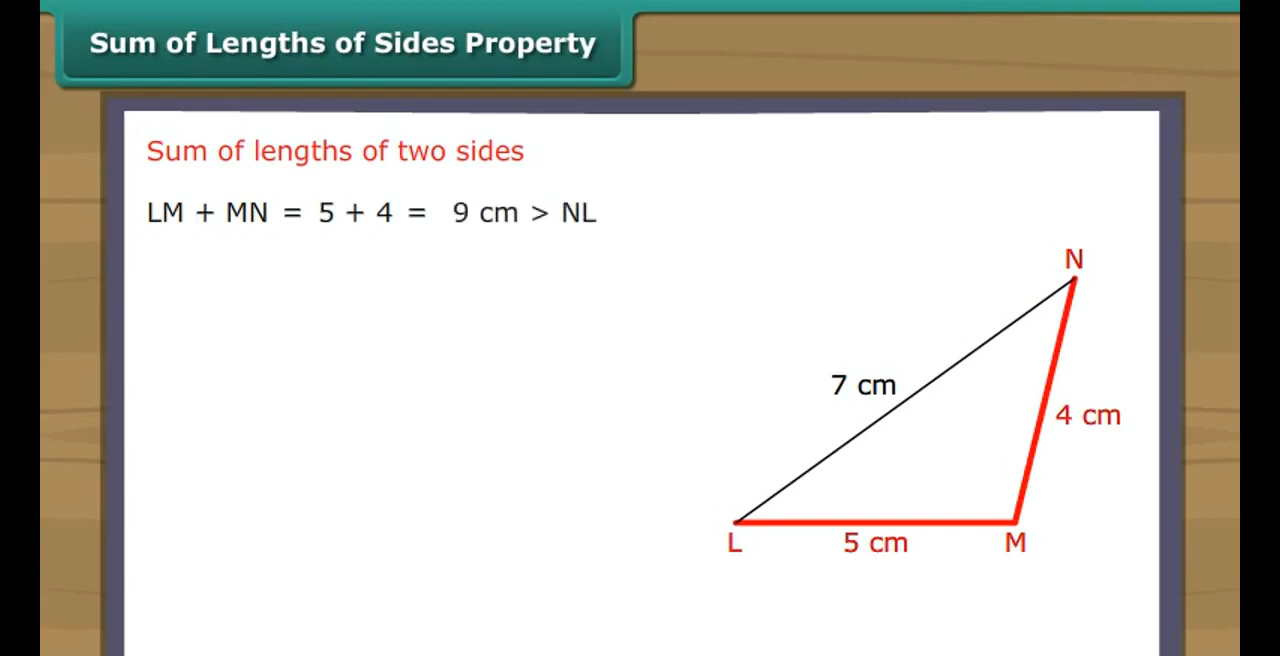 Sum of Lengths of Sides Property
Sum of lengths of two sides
LM + MN = 5 + 4 = 9 cm > NL
N
7 cm
4 cm
L
5 cm
M